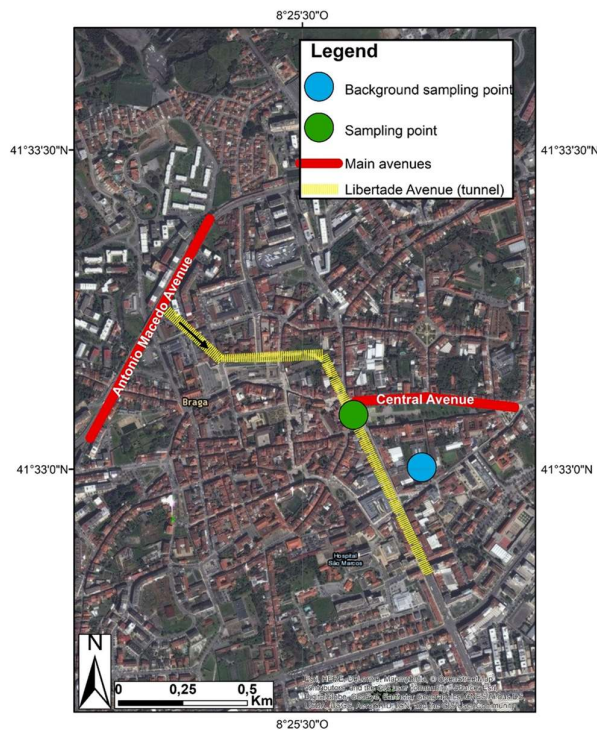 8°25'30"O
Legend
Background sampling point
Sampling point
Main avenues
Libertade Avenue (tunnel)
41°33'30"N
41°33'30"N
Antonio Macedo Avenue
Braga
Central Avenue
41°33'0"N
41°33'0"N
Hospital
São Marcos
N
0 0,25 0,5
Km
8°25'30"O